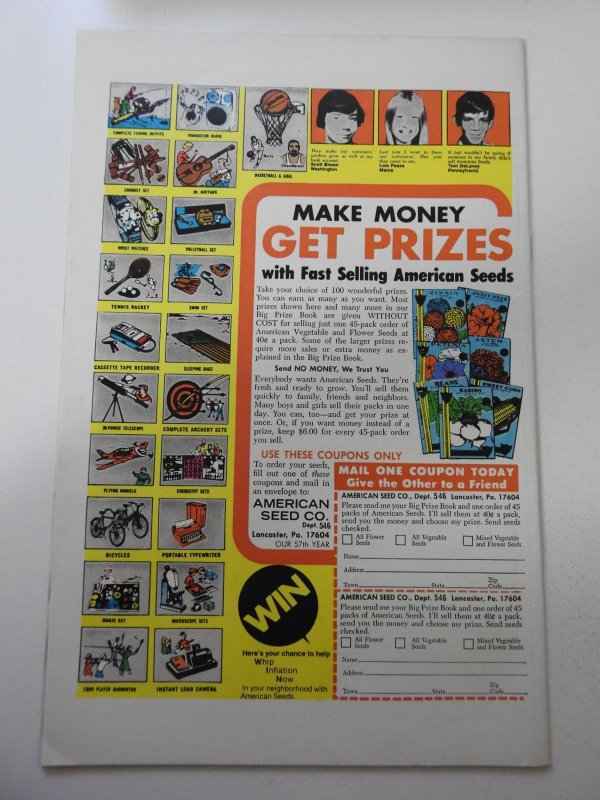 COMPLETE FISHING OUTFITS
TRANSISTOR RADIO
CROQUET SET
JR. GUITARS
WRIST WATCHES
VOLLEYBALL SET
TENNIS RACKET
SWIM SET
CASSETTE TAPE RECORDER
SLEEPING BAGS
30-POWER TELESCOPE
COMPLETE ARCHERY SETS
FLYING MODELS
CHEMISTRY SETS
BICYCLES
PORTABLE TYPEWRITER
MAGIC SET
MICROSCOPE SETS
FOUR PLAYER BADMINTON
INSTANT LOAD CAMERA
SPALDING
Barry
Chamberlain
BASKETBALL & GOAL
They make my customers'
gardens grow as well as my
bank account.
Scott Bloom
Washington
Last year I went to them
(my customers). This year
they came to me.
Lois Pease
Maine
It just wouldn't be spring if
someone in our family didn't
sell American Seeds.
Tom DeLaney
Pennsylvania
MAKE MONEY
GET PRIZES
with Fast Selling American Seeds
Take your choice of 100 wonderful prizes.
You can earn as many as you want. Most
prizes shown here and many more in our
Big Prize Book are given WITHOUT
COST for selling just one 45-pack order of
American Vegetable and Flower Seeds at
40¢ a pack. Some of the larger prizes re-
quire more sales or extra money as ex-
plained in the Big Prize Book.
Send NO MONEY, We Trust You
Everybody wants American Seeds. They're
fresh and ready to grow. You'll sell them
quickly to family, friends and neighbors.
Many boys and girls sell their packs in one
day. You can, too—and get your prize at
once. Or, if you want money instead of a
prize, keep $6.00 for every 45-pack order
you sell.
ZINNIA
SWEET PEAS
PETUNIA
ASTER
BEANS
RADISH
SWEET CORN
USE THESE COUPONS ONLY
To order your seeds,
fill out one of these
coupons and mail in
an envelope to:
AMERICAN
SEED CO.
Dept. 546
Lancaster, Pa. 17604
OUR 57th YEAR
MAIL ONE COUPON TODAY
Give the Other to a Friend
AMERICAN SEED CO., Dept. 546 Lancaster, Pa. 17604
Please send me your Big Prize Book and one order of 45
packs of American Seeds. I'll sell them at 40¢ a pack,
send you the money and choose my prize. Send seeds
checked.
All Flower
Seeds
All Vegetable
Seeds
Mixed Vegetable
and Flower Seeds
Name
Address
Town State Zip Code
AMERICAN SEED CO., Dept. 546 Lancaster, Pa. 17604
Please send me your Big Prize Book and one order of 45
packs of American Seeds. I'll sell them at 40¢ a pack,
send you the money and choose my prize. Send seeds
checked.
All Flower
Seeds
All Vegetable
Seeds
Mixed Vegetable
and Flower Seeds
Name
Address
Town State Zip Code
WIN
Here's your chance to help
Whip
Inflation
Now
In your neighborhood with
American Seeds.